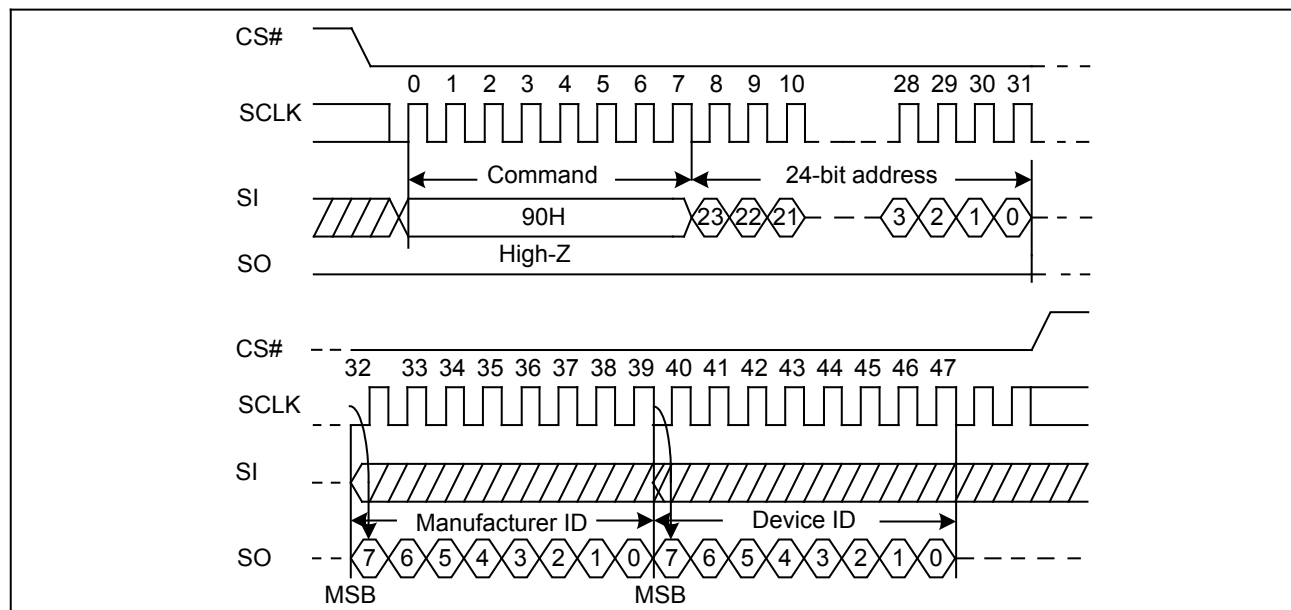 CS#
0 1 2 3 4 5 6 7 8 9 10 28 29 30 31
SCLK
Command 24-bit address
SI
90H 23 22 21 3 2 1 0
High-Z
SO
CS#
32 33 34 35 36 37 38 39 40 41 42 43 44 45 46 47
SCLK
SI
Manufacturer ID Device ID
SO 7 6 5 4 3 2 1 0 7 6 5 4 3 2 1 0
MSB MSB